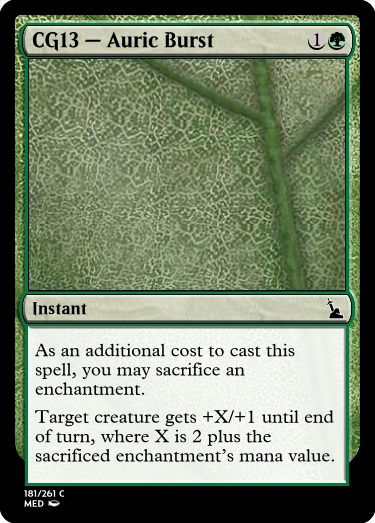 CG13 — Auric Burst 1
Instant
As an additional cost to cast this
spell, you may sacrifice an
enchantment.
Target creature gets +X/+1 until end
of turn, where X is 2 plus the
sacrificed enchantment's mana value.
181/261 C
MED